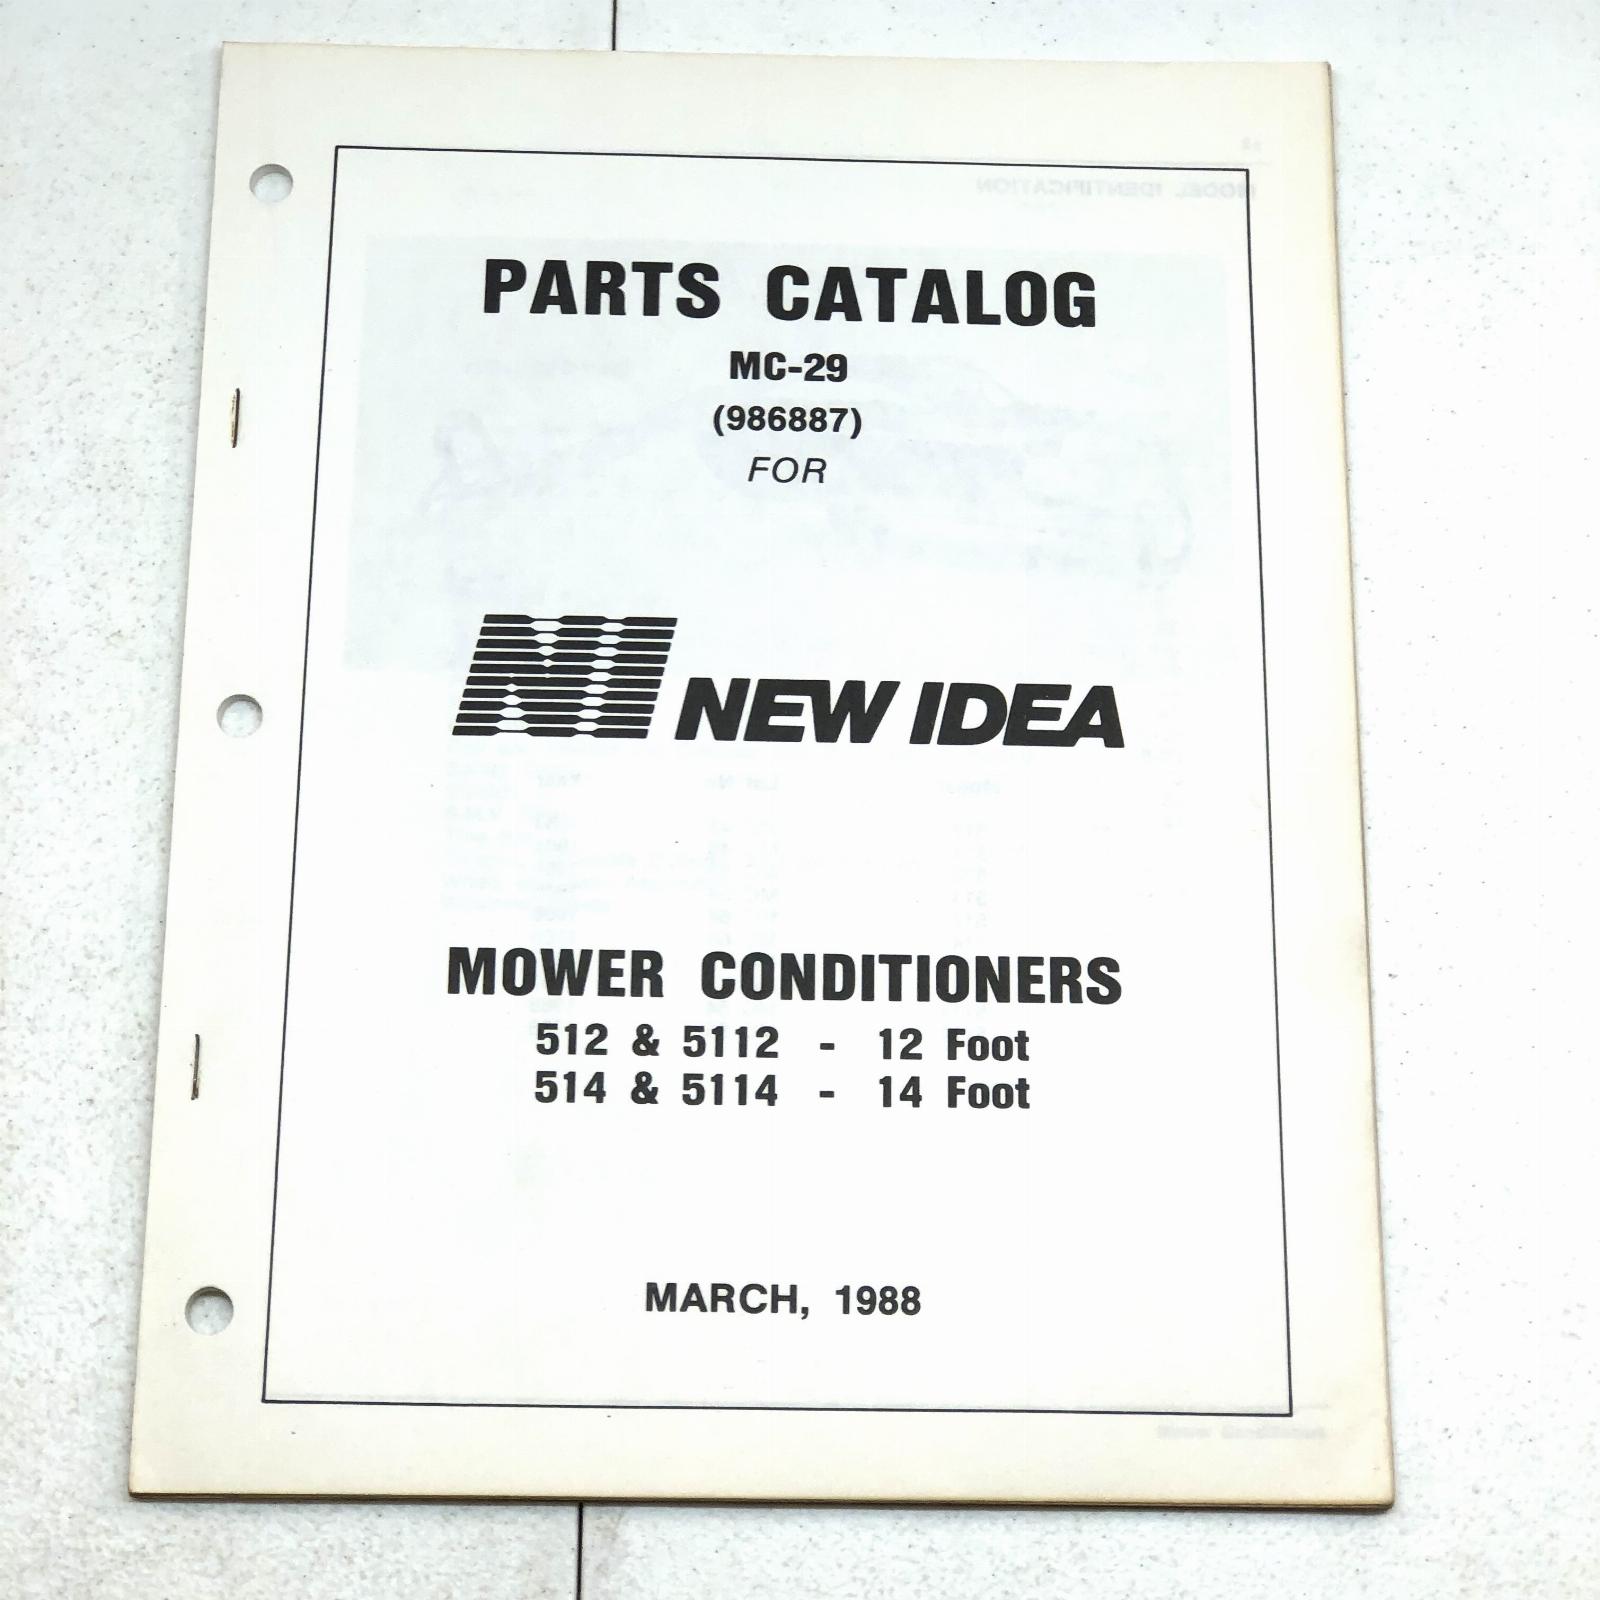 PARTS CATALOG
MC-29
(986887)
FOR
NEW IDEA
MOWER CONDITIONERS
512 & 5112 - 12 Foot
514 & 5114 - 14 Foot
MARCH, 1988